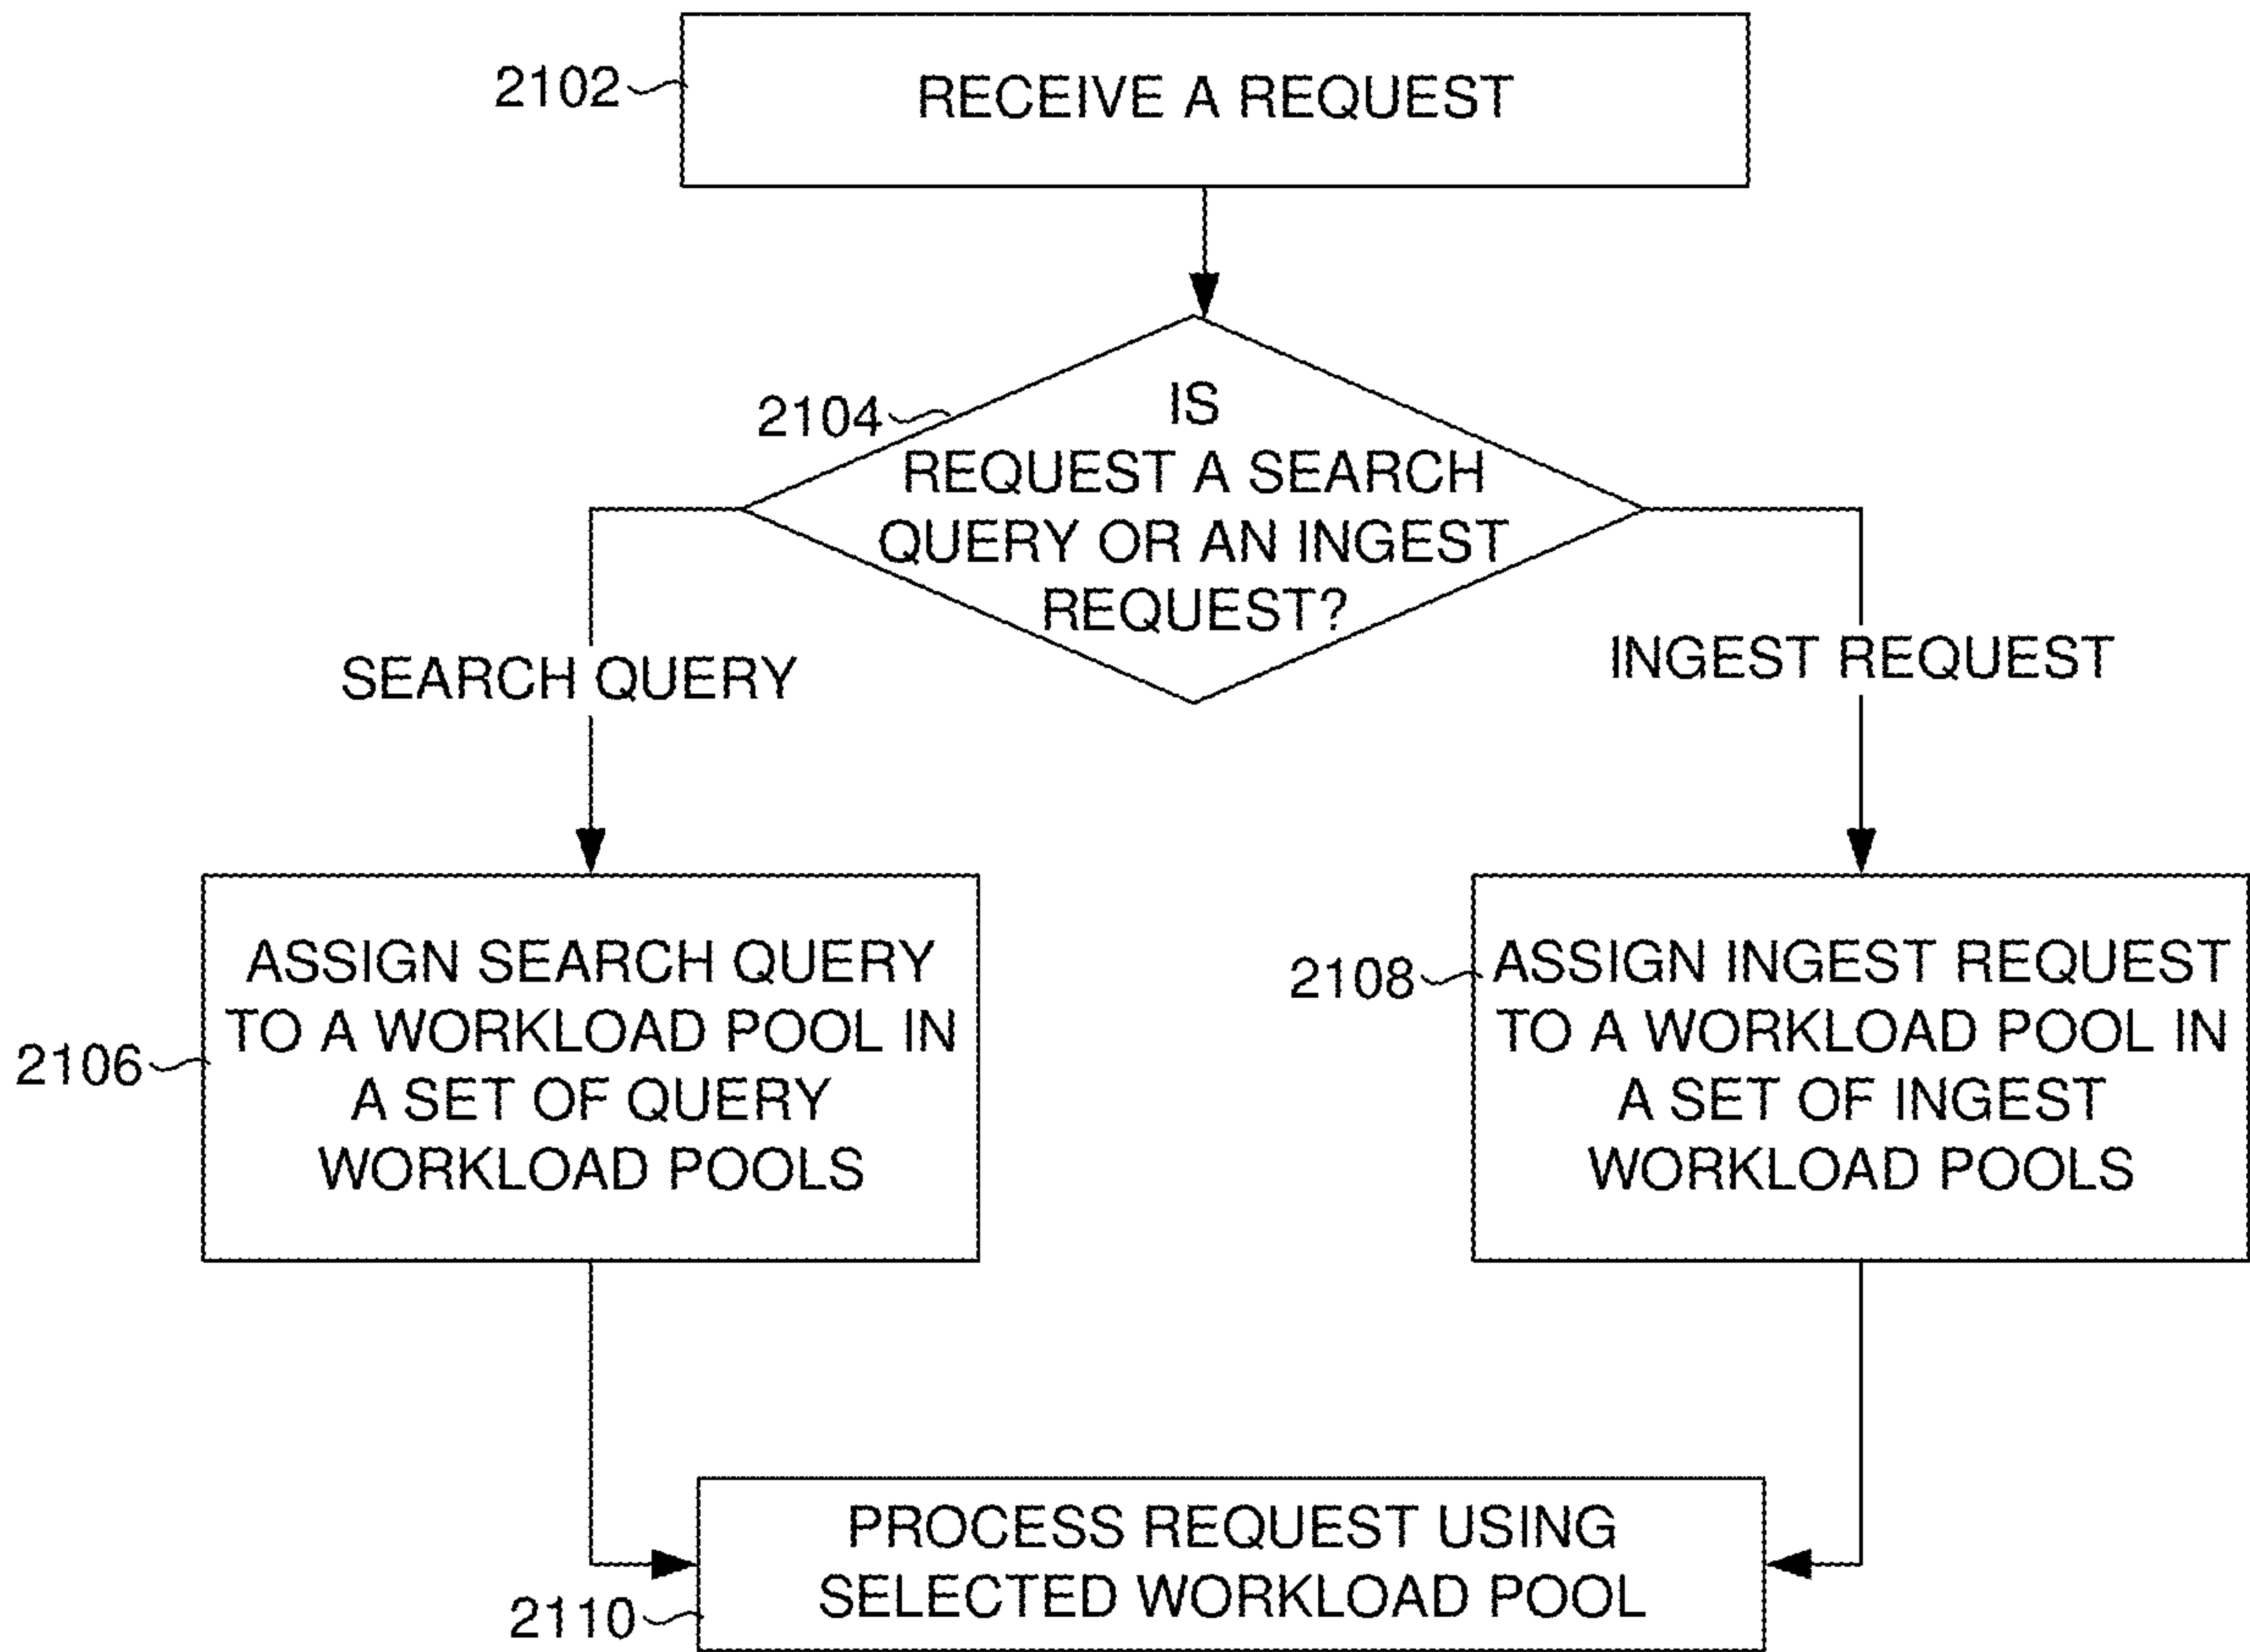 2102
RECEIVE A REQUEST
2104
IS
REQUEST A SEARCH
QUERY OR AN INGEST
REQUEST?
SEARCH QUERY
INGEST REQUEST
2106
ASSIGN SEARCH QUERY
TO A WORKLOAD POOL IN
A SET OF QUERY
WORKLOAD POOLS
2108
ASSIGN INGEST REQUEST
TO A WORKLOAD POOL IN
A SET OF INGEST
WORKLOAD POOLS
2110
PROCESS REQUEST USING
SELECTED WORKLOAD POOL